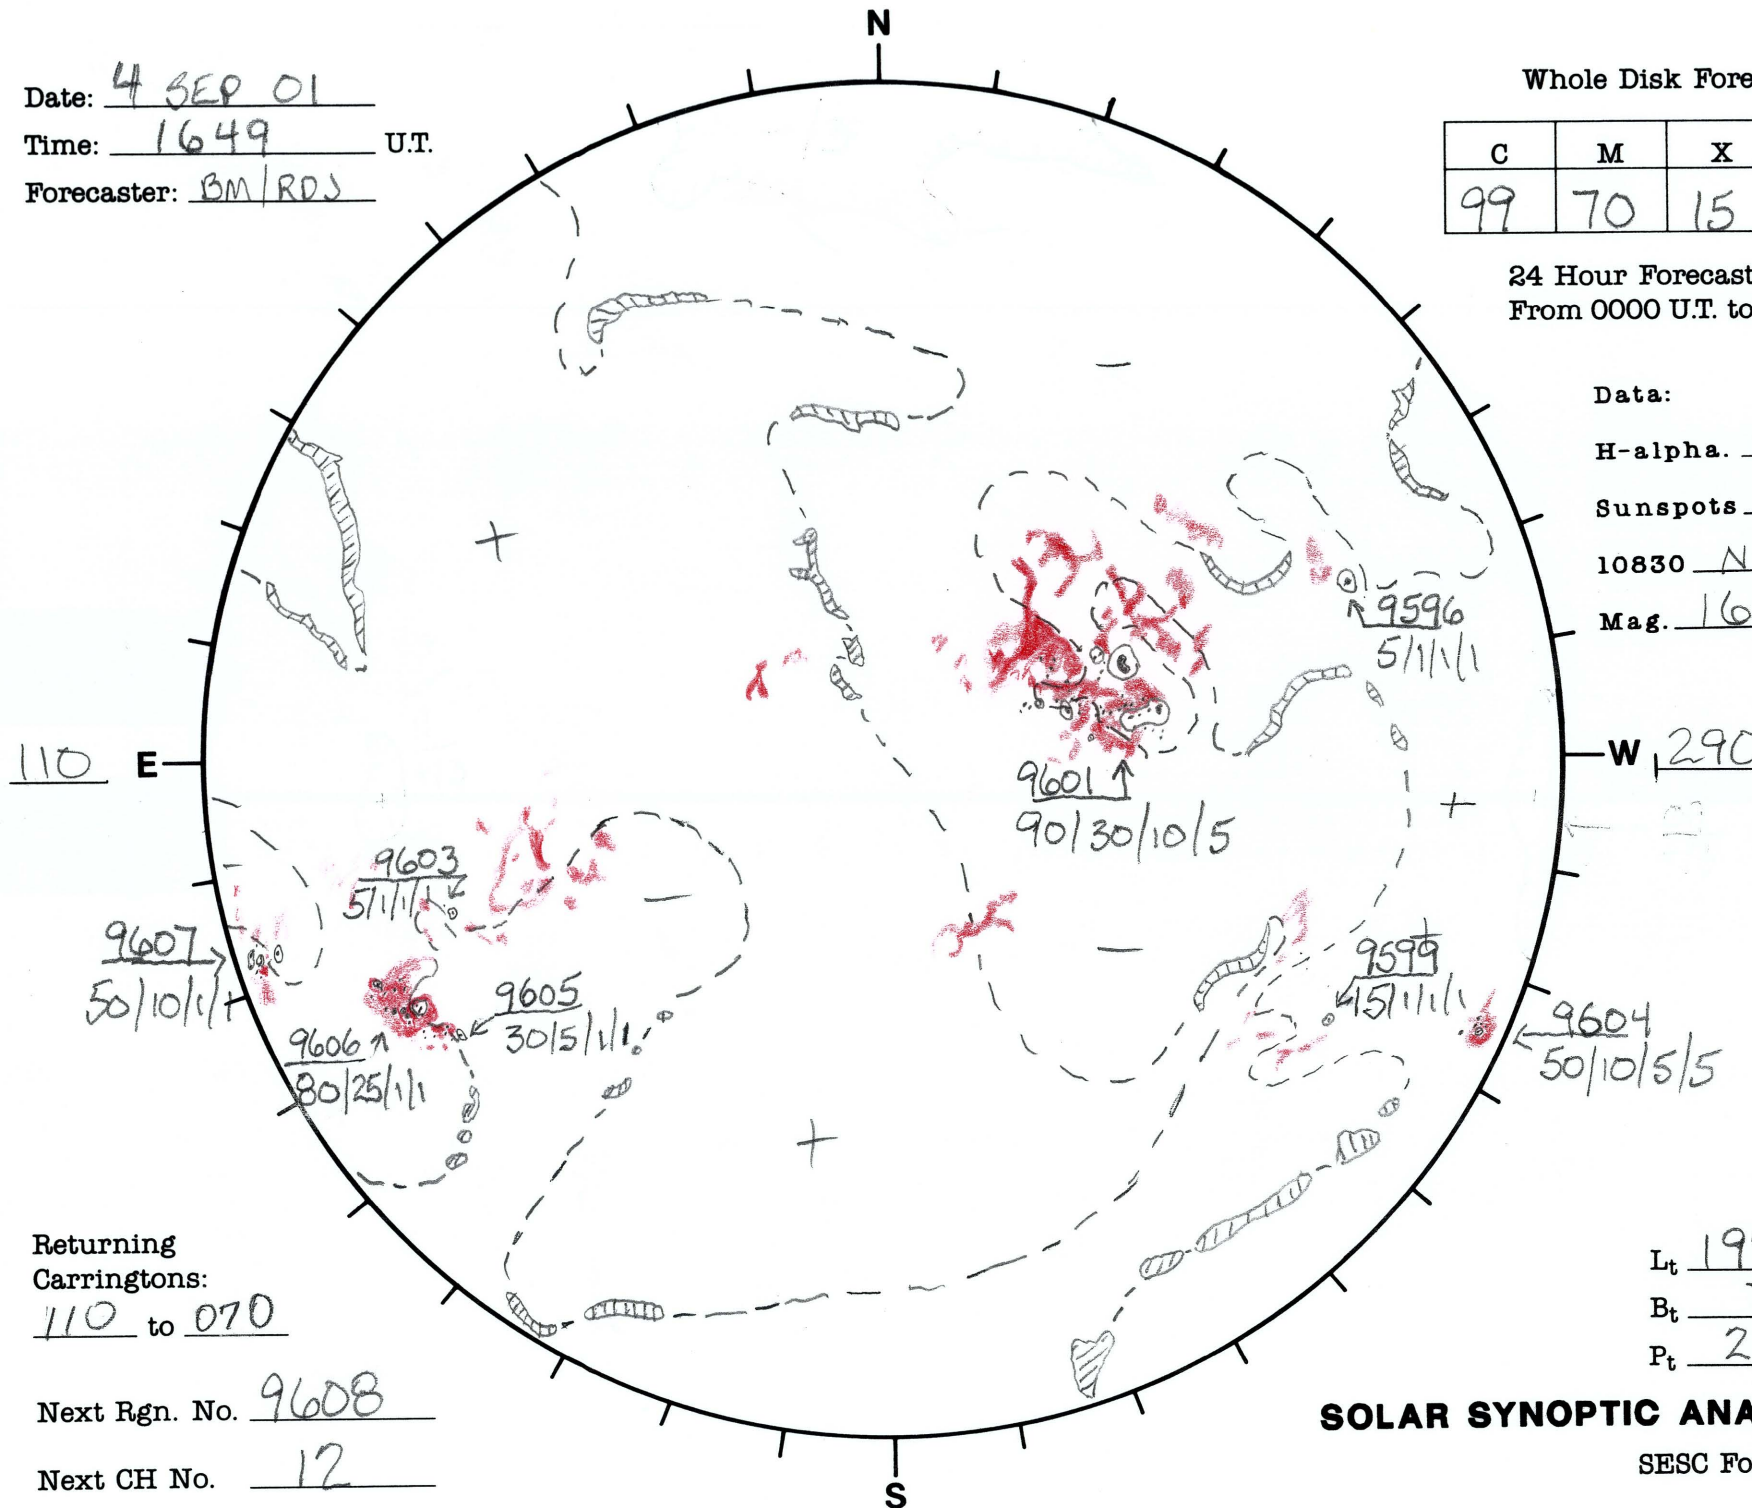 N
Date: 4 SEP 01
Time: 1649 U.T.
Forecaster: BM/RDJ
Whole Disk Fore
C M X
99 70 15
24 Hour Forecast
From 0000 U.T. to
Data:
H-alpha.
Sunspots
10830 N
Mag. 16
9596
5/1/1/1
110 E
W 290
9601
90/30/10/5
9603
5/1/1/1
9607
50/10/1/1
9605
30/5/1/1
9606
80/25/1/1
9599
15/1/1/1
9604
50/10/5/5
Returning
Carringtons:
110 to 070
Next Rgn. No. 9608
Next CH No. 12
Lt 19
Bt
Pt 2
SOLAR SYNOPTIC ANA
SESC Fo
S